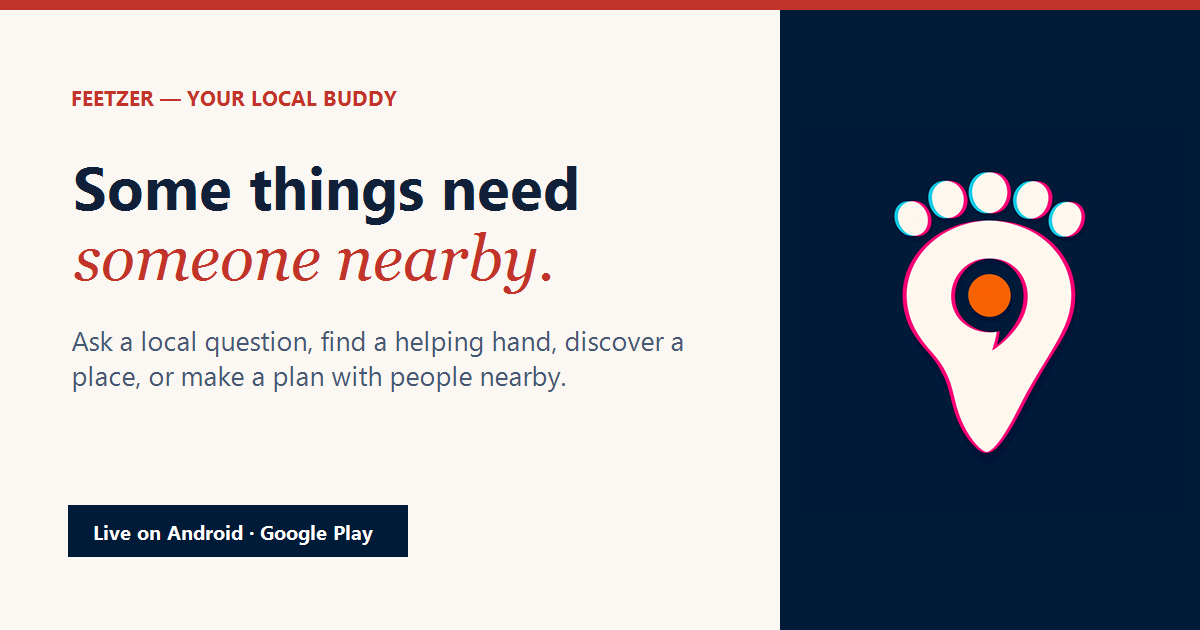 FEETZER — YOUR LOCAL BUDDY
Some things need
someone nearby.
Ask a local question, find a helping hand, discover a
place, or make a plan with people nearby.
Live on Android · Google Play